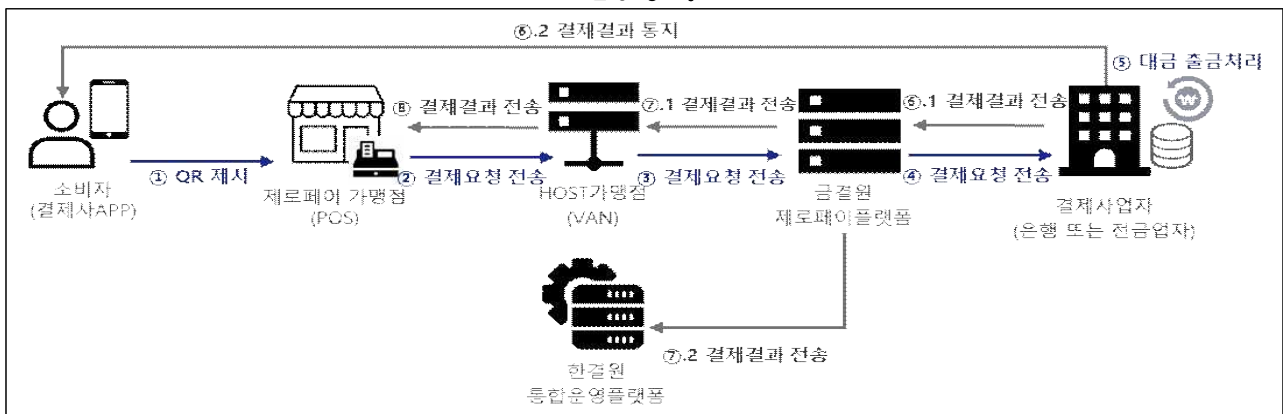 ⑥.2 결제결과 통지
⑤ 대금 출금처리
⑧ 결제결과 전송
⑦.1 결제결과 전송
⑥.1 결제결과 전송
① QR 제시
② 결제요청 전송
③ 결제요청 전송
④ 결제요청 전송
소비자
(결제사APP)
제로페이 가맹점
(POS)
HOST가맹점
(VAN)
금결원
제로페이플랫폼
결제사업자
(은행 또는 전금업자)
⑦.2 결제결과 전송
한결원
통합운영플랫폼